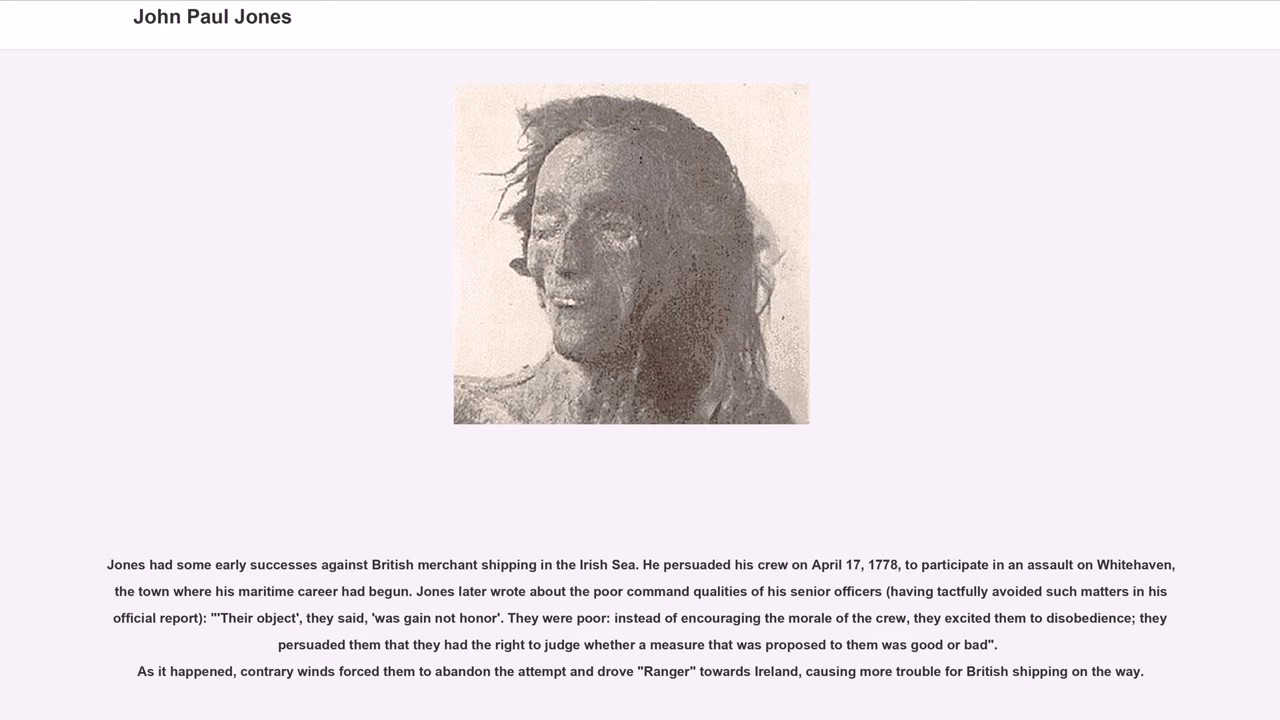 John Paul Jones
Jones had some early successes against British merchant shipping in the Irish Sea. He persuaded his crew on April 17, 1778, to participate in an assault on Whitehaven,
the town where his maritime career had begun. Jones later wrote about the poor command qualities of his senior officers (having tactfully avoided such matters in his
official report): "'Their object', they said, 'was gain not honor'. They were poor: instead of encouraging the morale of the crew, they excited them to disobedience; they
persuaded them that they had the right to judge whether a measure that was proposed to them was good or bad".
As it happened, contrary winds forced them to abandon the attempt and drove "Ranger" towards Ireland, causing more trouble for British shipping on the way.